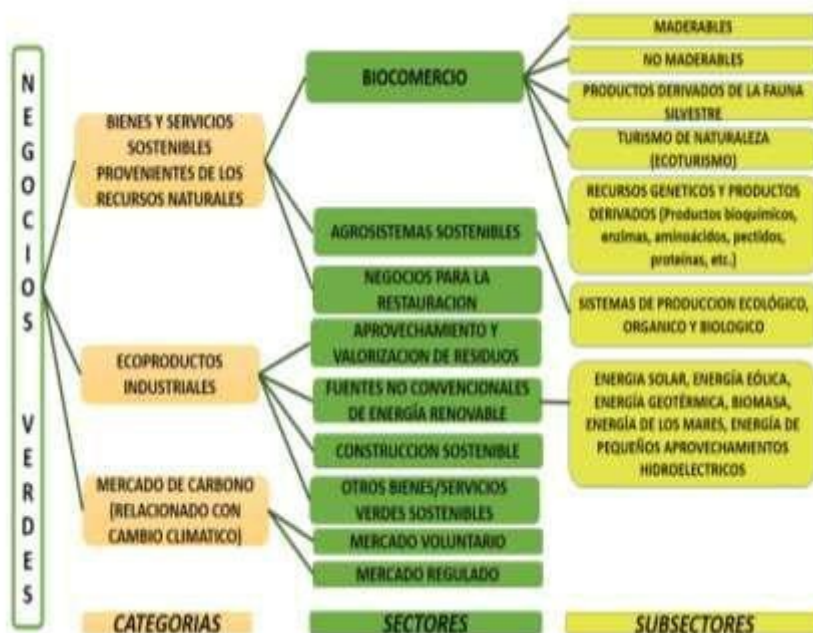 NEGOCIOS VERDES
BIENES Y SERVICIOS
SOSTENIBLES
PROVENIENTES DE LOS
RECURSOS NATURALES
ECOPRODUCTOS
INDUSTRIALES
MERCADO DE CARBONO
(RELACIONADO CON
CAMBIO CLIMATICO)
CATEGORIAS
BIOCOMERCIO
AGROSISTEMAS SOSTENIBLES
NEGOCIOS PARA LA
RESTAURACION
APROVECHAMIENTO Y
VALORIZACION DE RESIDUOS
FUENTES NO CONVENCIONALES
DE ENERGÍA RENOVABLE
CONSTRUCCION SOSTENIBLE
OTROS BIENES/SERVICIOS
VERDES SOSTENIBLES
MERCADO VOLUNTARIO
MERCADO REGULADO
SECTORES
MADERABLES
NO MADERABLES
PRODUCTOS DERIVADOS DE LA FAUNA
SILVESTRE
TURISMO DE NATURALEZA
(ECOTURISMO)
RECURSOS GENETICOS Y PRODUCTOS
DERIVADOS (Productos bioquímicos,
enzimas, aminoácidos, pectidos,
proteínas, etc.)
SISTEMAS DE PRODUCCION ECOLÓGICO,
ORGANICO Y BIOLOGICO
ENERGIA SOLAR, ENERGÍA EÓLICA,
ENERGÍA GEOTÉRMICA, BIOMASA,
ENERGÍA DE LOS MARES, ENERGÍA DE
PEQUEÑOS APROVECHAMIENTOS
HIDROELECTRICOS
SUBSECTORES